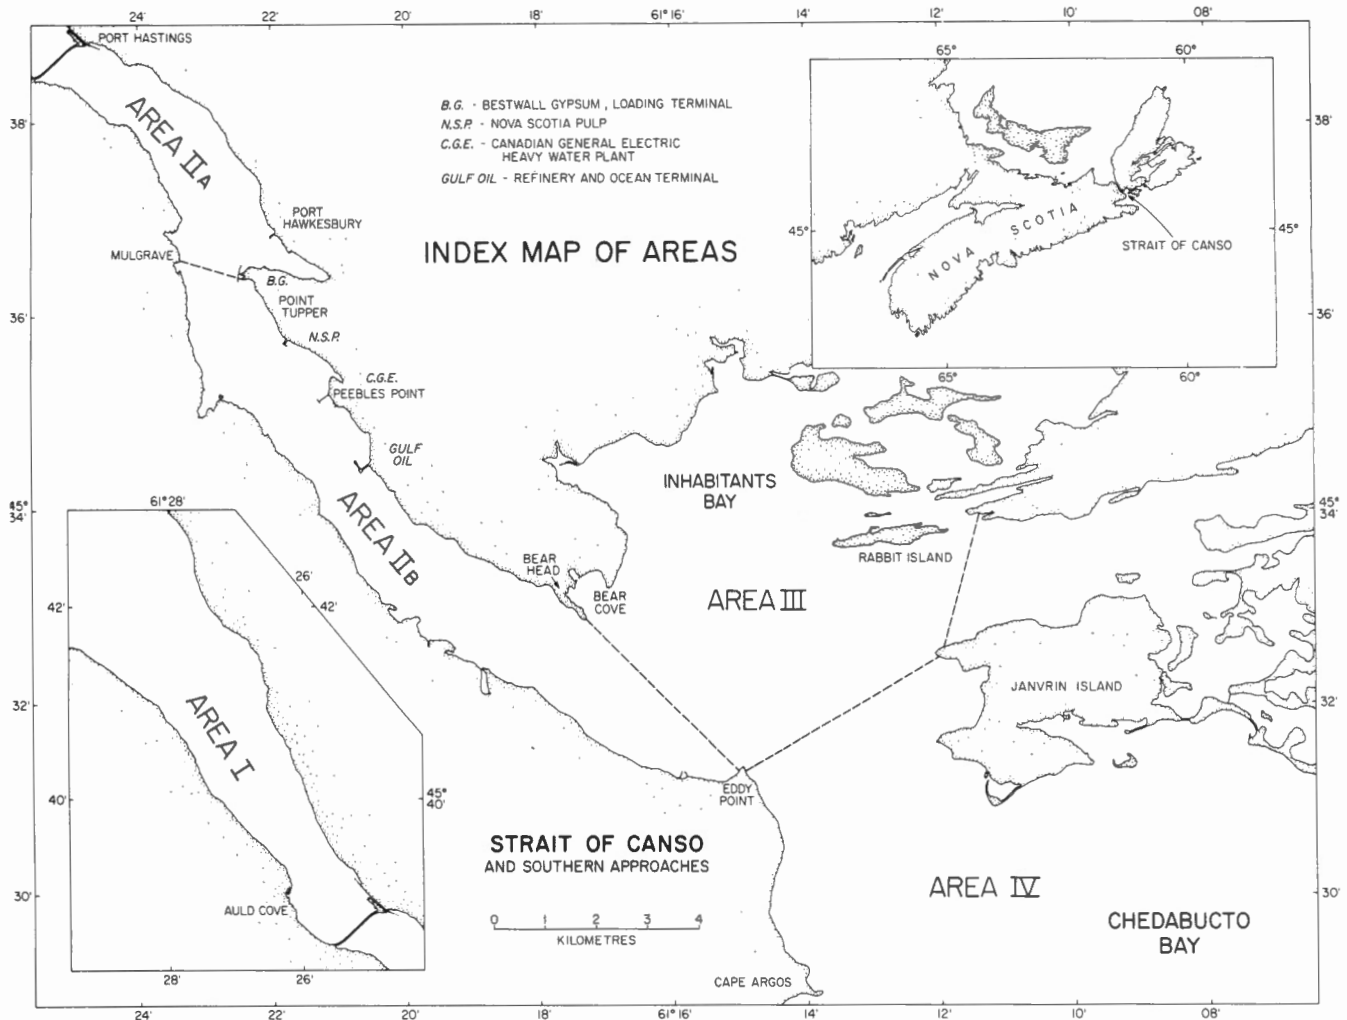 24'
22'
20'
61° 16'
14'
12'
10'
08'
PORT HASTINGS
65°
60°
AREA IIA
B.G. - BESTWALL GYPSUM, LOADING TERMINAL
N.S.P. - NOVA SCOTIA PULP
C.G.E. - CANADIAN GENERAL ELECTRIC
HEAVY WATER PLANT
GULF OIL - REFINERY AND OCEAN TERMINAL
38'
38'
PORT
HAWKESBURY
MULGRAVE
INDEX MAP OF AREAS
NOVA SCOTIA
45°
45°
STRAIT OF CANSO
B.G.
POINT
TUPPER
N.S.P.
36'
36'
65°
60°
C.G.E.
PEEBLES POINT
GULF
OIL
INHABITANTS
BAY
45°
34'
45°
34'
61° 28'
AREA IIB
RABBIT ISLAND
BEAR
HEAD
BEAR
COVE
AREA III
26'
42'
42'
JANVRIN ISLAND
32'
32'
AREA I
EDDY
POINT
40'
45°
40'
STRAIT OF CANSO
AND SOUTHERN APPROACHES
AREA IV
30'
30'
AULD COVE
0 1 2 3 4
KILOMETRES
CHEDABUCTO
BAY
28'
26'
CAPE ARGOS
24'
22'
20'
18'
61° 16'
14'
12'
10'
08'